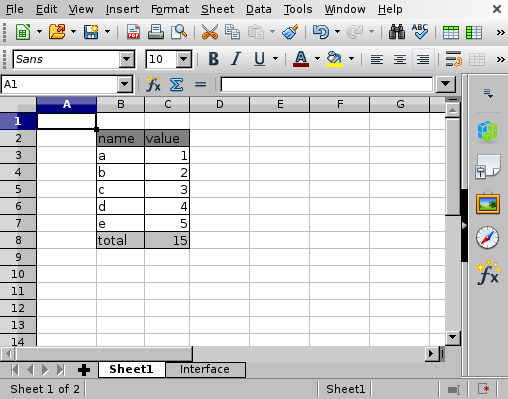 File Edit View Insert Format Sheet Data Tools Window Help
Sans 10 B I U A
A1 fx Σ =
A B C D E F G
1
2 name value
3 a 1
4 b 2
5 c 3
6 d 4
7 e 5
8 total 15
9
10
11
12
13
14
Sheet1 Interface
Sheet 1 of 2 Sheet1